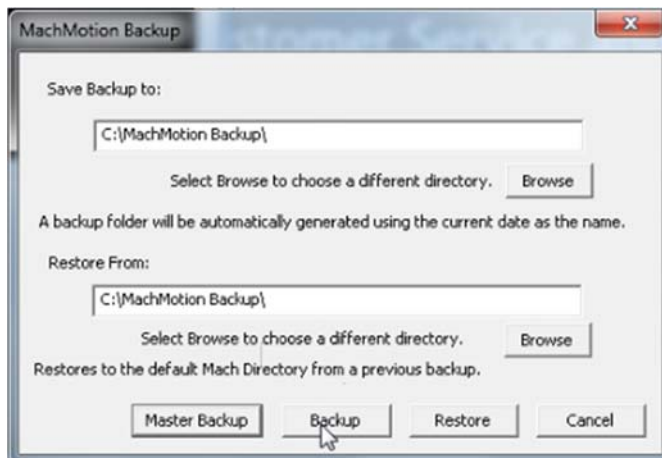 MachMotion Backup
stomer Service
Save Backup to:
C:\MachMotion Backup\
Select Browse to choose a different directory.
Browse
A backup folder will be automatically generated using the current date as the name.
Restore From:
C:\MachMotion Backup\
Select Browse to choose a different directory.
Browse
Restores to the default Mach Directory from a previous backup.
Master Backup
Backup
Restore
Cancel